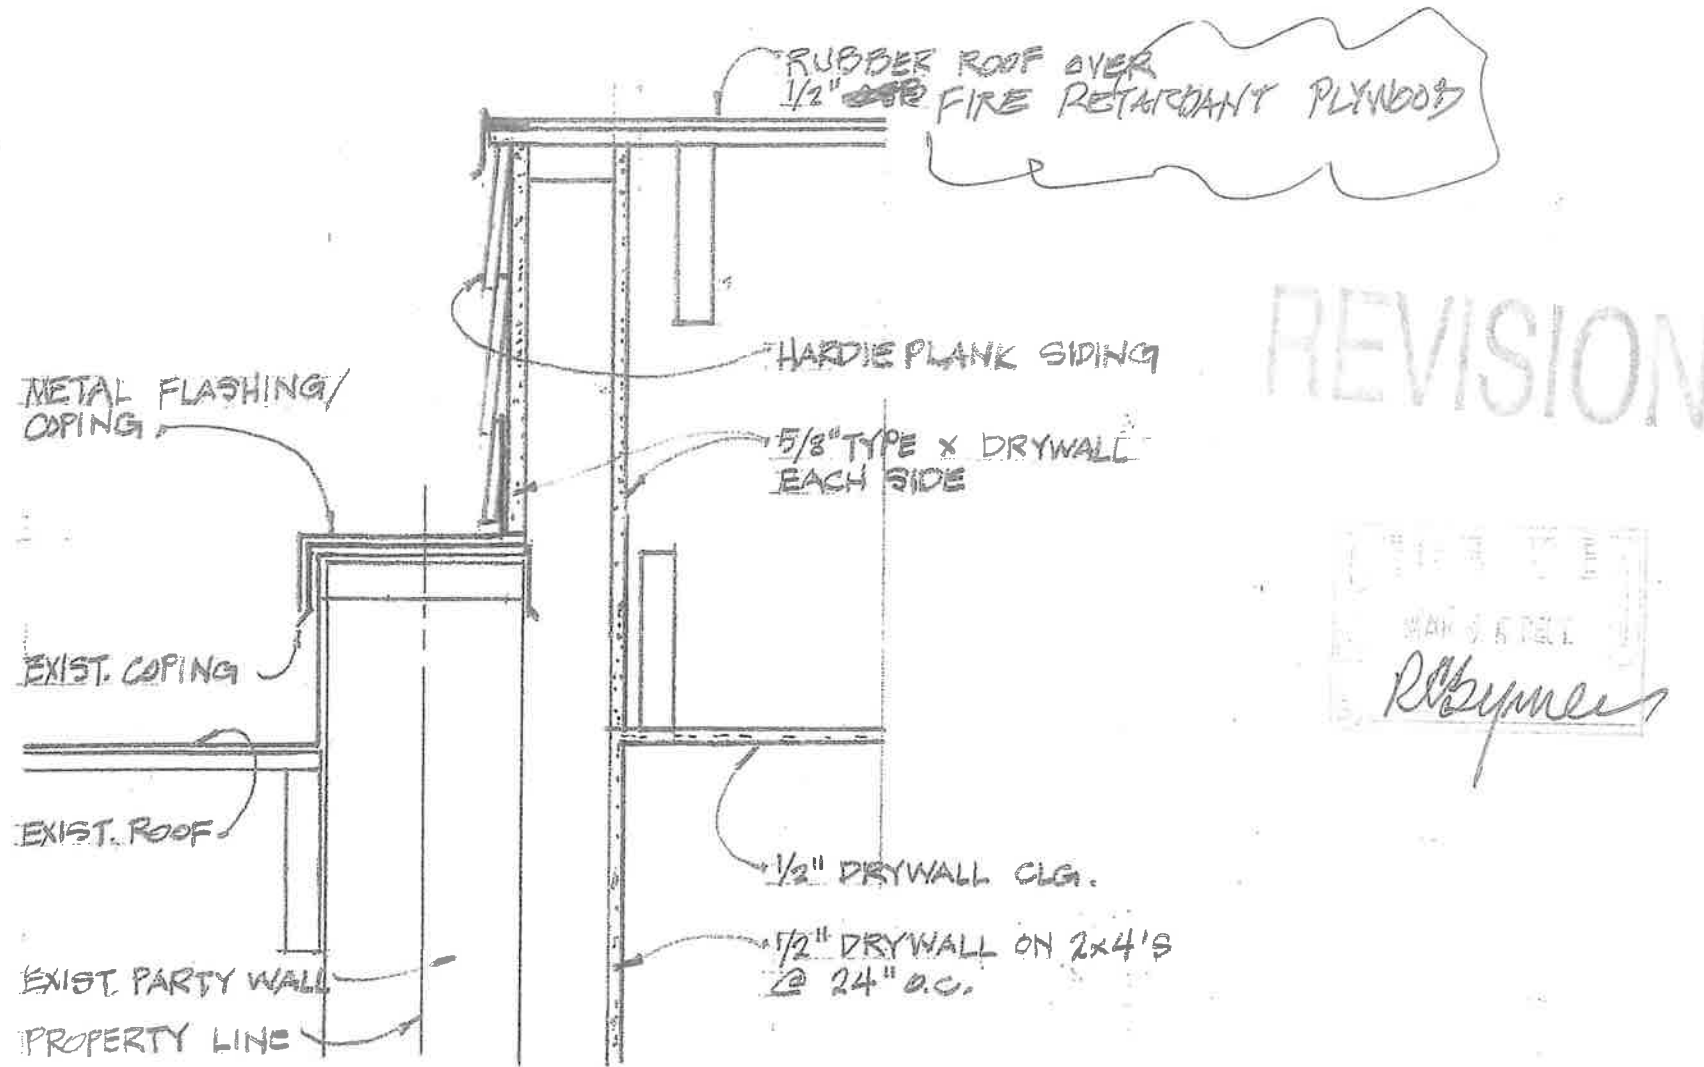 RUBBER ROOF OVER
1/2" FIRE RETARDANT PLYWOOD
REVISION
HARDIE PLANK SIDING
METAL FLASHING/
COPING
5/8" TYPE X DRYWALL
EACH SIDE
EXIST. COPING
EXIST. ROOF
1/2" DRYWALL CLG.
1/2" DRYWALL ON 2x4'S
@ 24" O.C.
EXIST. PARTY WALL
PROPERTY LINE